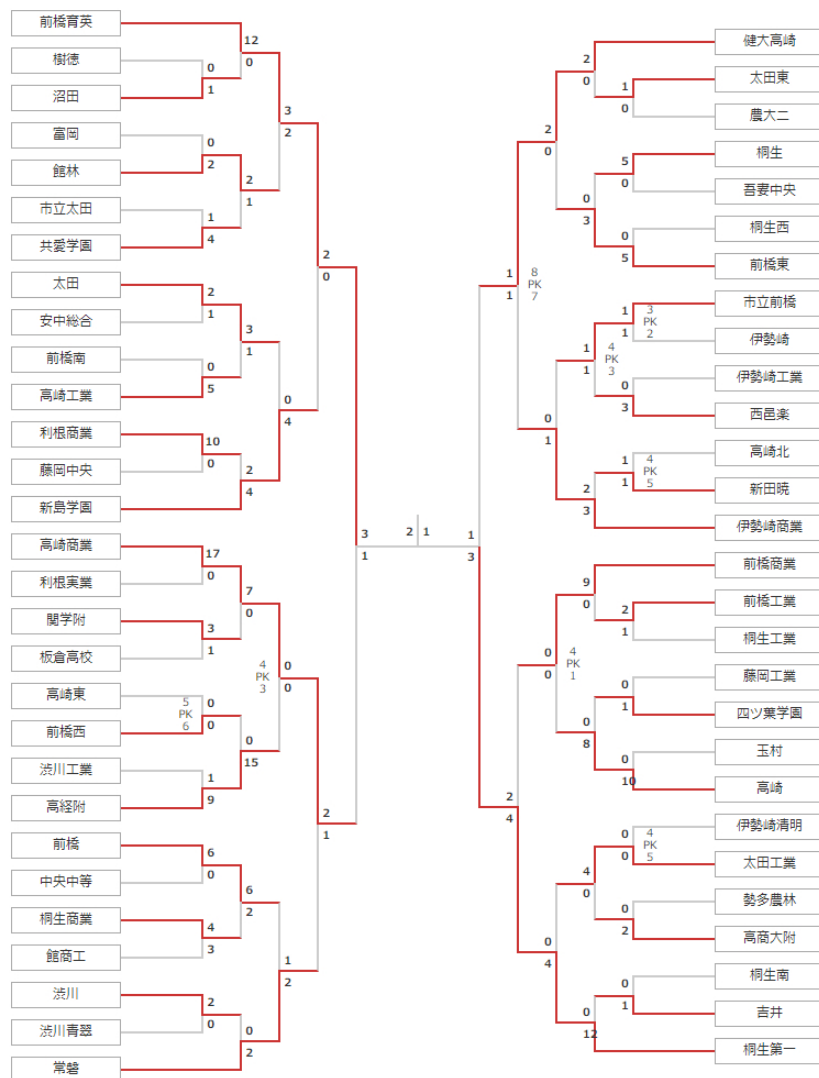 前橋育英
12
樹徳
0
0
沼田
1
3
富岡
0
2
館林
2
2
市立太田
1
1
共愛学園
4
2
太田
2
0
安中総合
1
3
前橋南
0
1
高崎工業
5
0
利根商業
10
4
藤岡中央
0
2
新島学園
4
高崎商業
17
3
利根実業
0
1
7
関学附
3
0
板倉高校
1
4
PK
3
0
0
高崎東
0
5
PK
6
前橋西
0
0
渋川工業
1
15
高経附
9
2
前橋
6
1
中央中等
0
6
桐生商業
4
2
館商工
3
1
渋川
2
2
渋川青翠
0
0
常磐
2
2 1
健大高崎
2
太田東
1
0
農大二
0
2
桐生
5
0
吾妻中央
0
0
桐生西
0
3
前橋東
5
1
8
PK
7
1
市立前橋
1
3
PK
2
伊勢崎
1
1
4
PK
3
伊勢崎工業
0
1
西邑楽
3
0
高崎北
1
4
PK
5
1
新田暁
1
2
伊勢崎商業
3
1
3
前橋商業
9
前橋工業
2
0
桐生工業
1
0
4
PK
1
0
藤岡工業
0
四ツ葉学園
1
0
玉村
0
8
高崎
10
2
4
伊勢崎清明
0
4
PK
5
太田工業
0
4
勢多農林
0
0
高商大附
2
0
桐生南
0
4
吉井
1
0
桐生第一
12